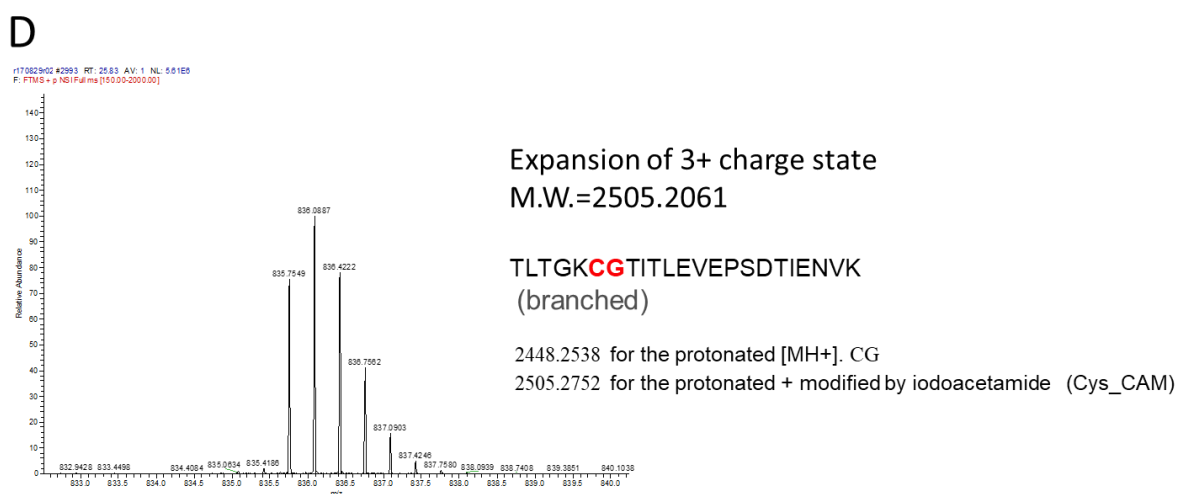 D
r170829r02 #2993 RT: 25.83 AV: 1 NL: 5.61E6
F: FTMS + p NSI Full ms [150.00-2000.00]
140
130
120
110
100
90
80
70
60
50
40
30
20
10
0
Relative Abundance
836.0887
835.7549
836.4222
836.7562
837.0903
837.4246
832.9428 833.4498 834.4084 835.0634 835.4186 837.7580 838.0939 838.7408 839.3851 840.1038
833.0 833.5 834.0 834.5 835.0 835.5 836.0 836.5 837.0 837.5 838.0 838.5 839.0 839.5 840.0
m/z
Expansion of 3+ charge state
M.W.=2505.2061
TLTGKCGTITLEVEPSDTIENVK
(branched)
2448.2538 for the protonated [MH+]. CG
2505.2752 for the protonated + modified by iodoacetamide (Cys_CAM)